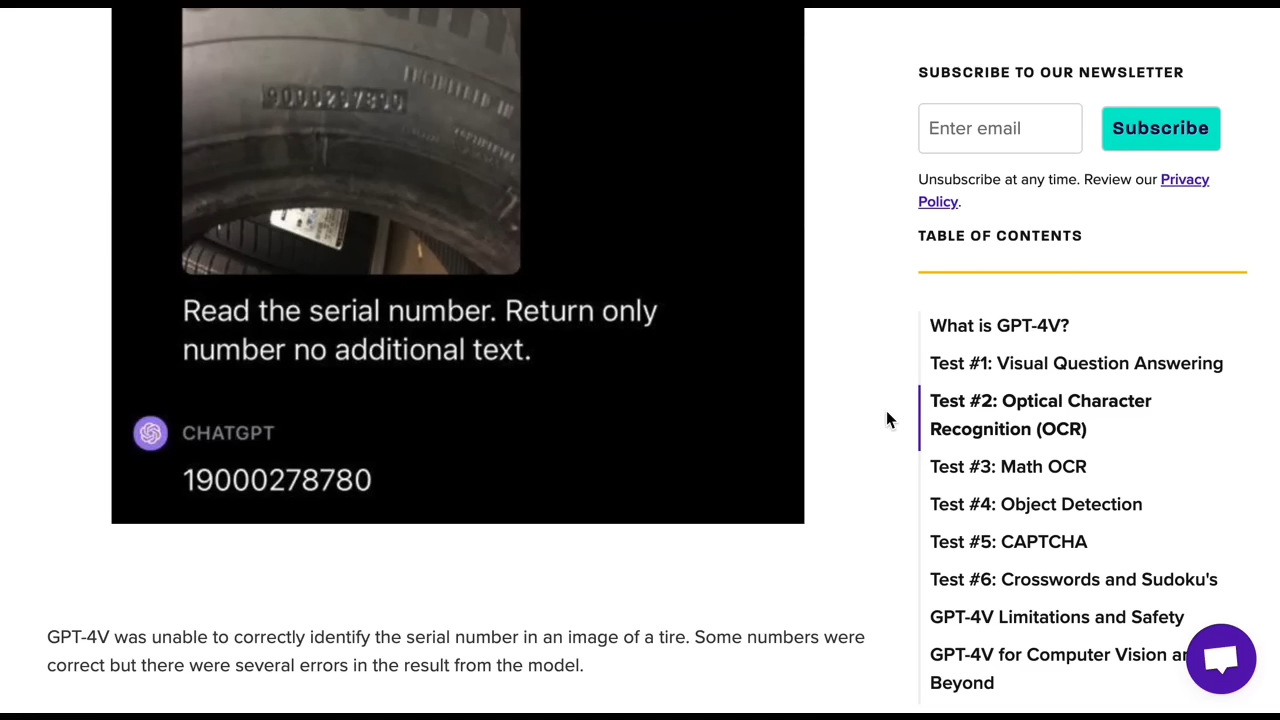 Read the serial number. Return only
number no additional text.
CHATGPT
19000278780
GPT-4V was unable to correctly identify the serial number in an image of a tire. Some numbers were
correct but there were several errors in the result from the model.
SUBSCRIBE TO OUR NEWSLETTER
Enter email
Subscribe
Unsubscribe at any time. Review our Privacy
Policy.
TABLE OF CONTENTS
What is GPT-4V?
Test #1: Visual Question Answering
Test #2: Optical Character
Recognition (OCR)
Test #3: Math OCR
Test #4: Object Detection
Test #5: CAPTCHA
Test #6: Crosswords and Sudoku's
GPT-4V Limitations and Safety
GPT-4V for Computer Vision
Beyond